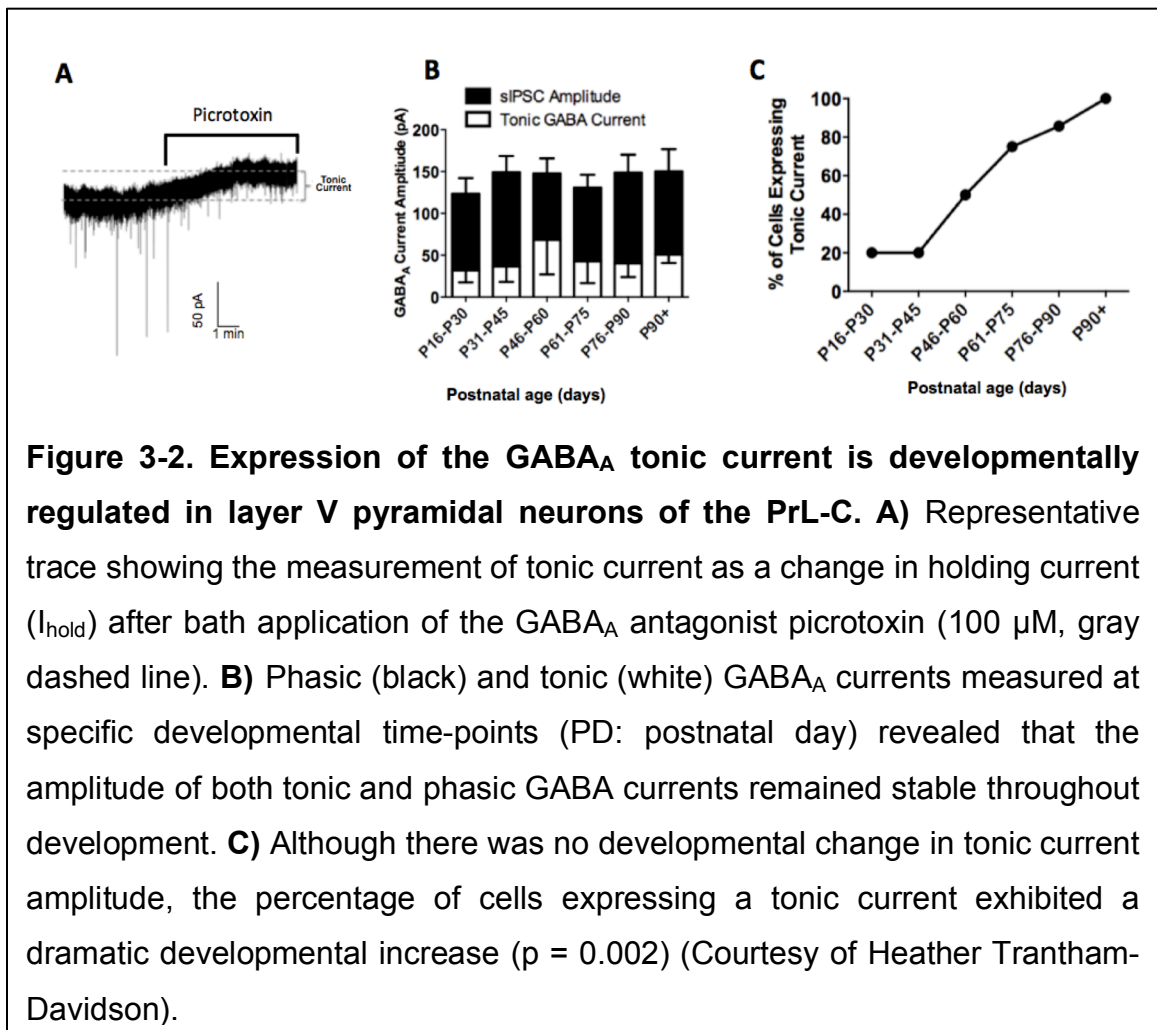 A
Picrotoxin
Tonic
Current
50 pA
1 min
B
sIPSC Amplitude
Tonic GABA Current
GABAA Current Ampltiude (pA)
200
150
100
50
0
P16-P30
P31-P45
P46-P60
P61-P75
P76-P90
P90+
Postnatal age (days)
C
% of Cells Expressing
Tonic Current
100
80
60
40
20
0
P16-P30
P31-P45
P46-P60
P61-P75
P76-P90
P90+
Postnatal age (days)
Figure 3-2. Expression of the GABAA tonic current is developmentally
regulated in layer V pyramidal neurons of the PrL-C. A) Representative
trace showing the measurement of tonic current as a change in holding current
(Ihold) after bath application of the GABAA antagonist picrotoxin (100 µM, gray
dashed line). B) Phasic (black) and tonic (white) GABAA currents measured at
specific developmental time-points (PD: postnatal day) revealed that the
amplitude of both tonic and phasic GABA currents remained stable throughout
development. C) Although there was no developmental change in tonic current
amplitude, the percentage of cells expressing a tonic current exhibited a
dramatic developmental increase (p = 0.002) (Courtesy of Heather Trantham-
Davidson).